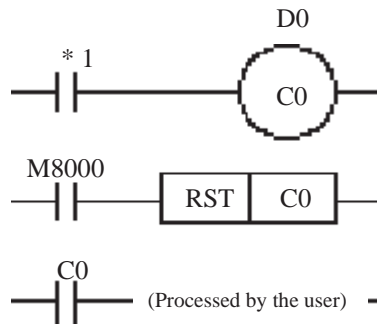 D0
* 1
C0
M8000
RST C0
C0
(Processed by the user)